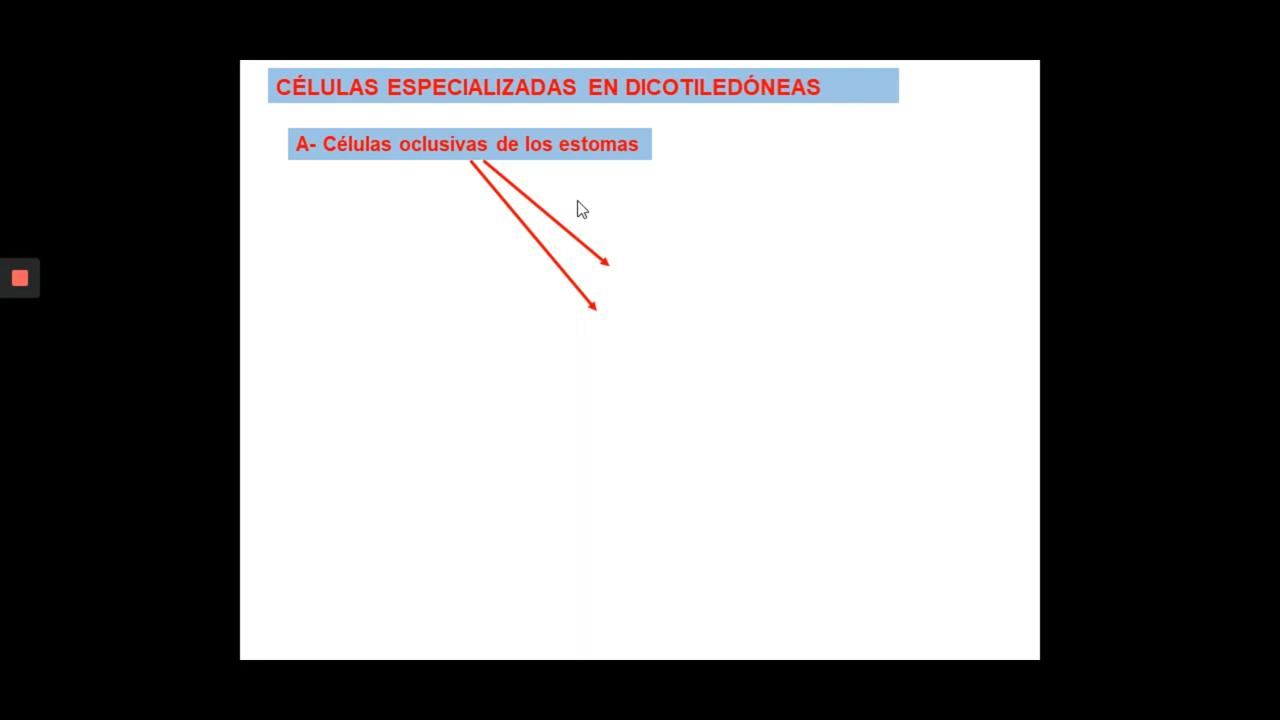 CÉLULAS ESPECIALIZADAS EN DICOTILEDÓNEAS
A- Células oclusivas de los estomas